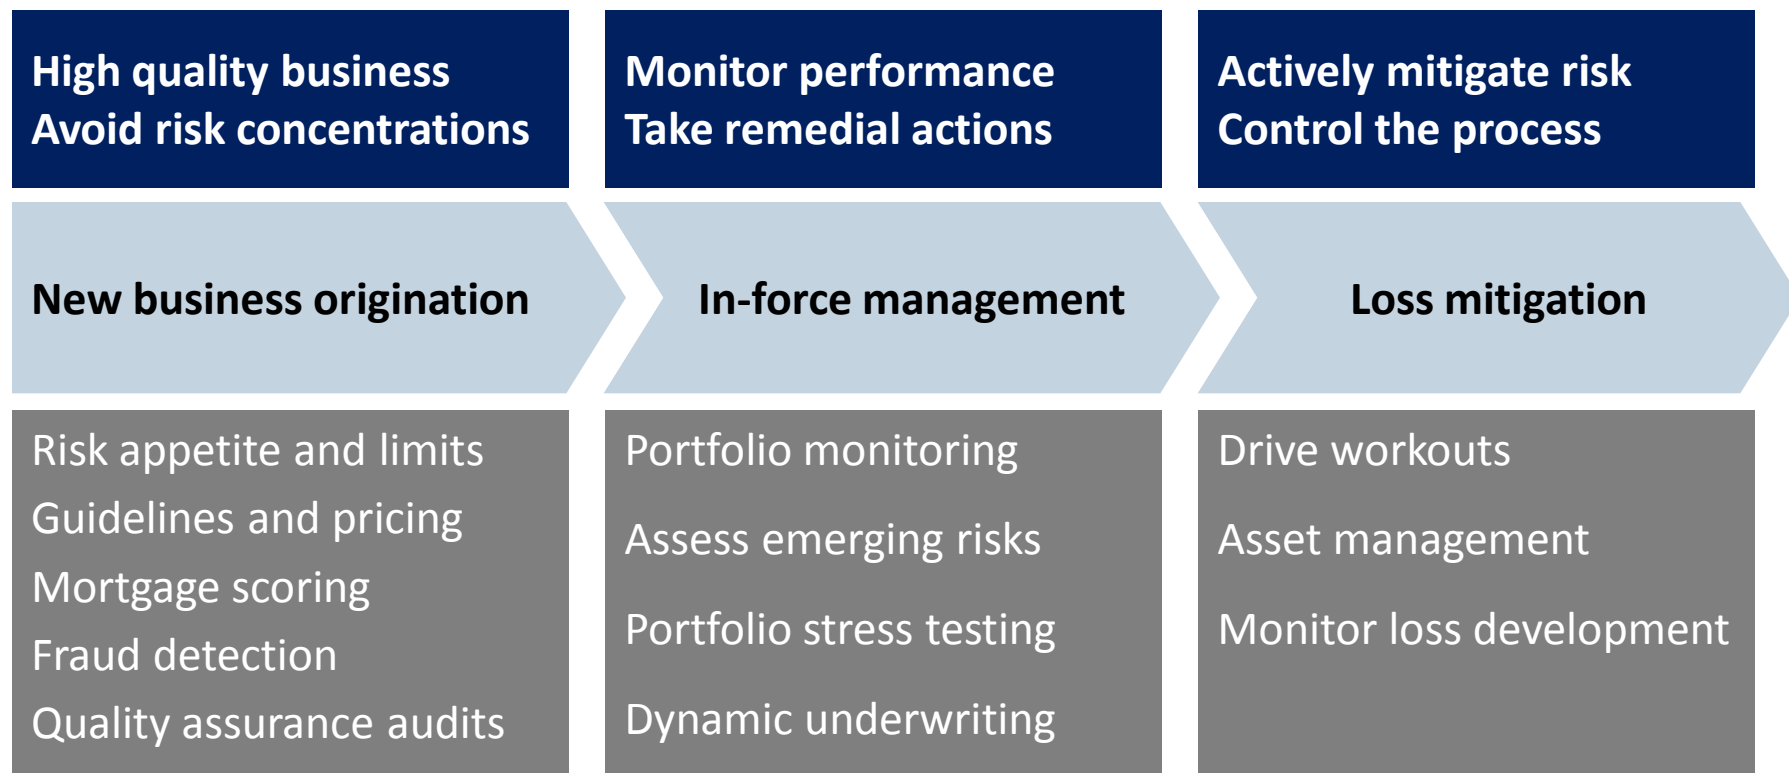 High quality business
Avoid risk concentrations
Monitor performance
Take remedial actions
Actively mitigate risk
Control the process
New business origination
In-force management
Loss mitigation
Risk appetite and limits
Guidelines and pricing
Mortgage scoring
Fraud detection
Quality assurance audits
Portfolio monitoring
Assess emerging risks
Portfolio stress testing
Dynamic underwriting
Drive workouts
Asset management
Monitor loss development